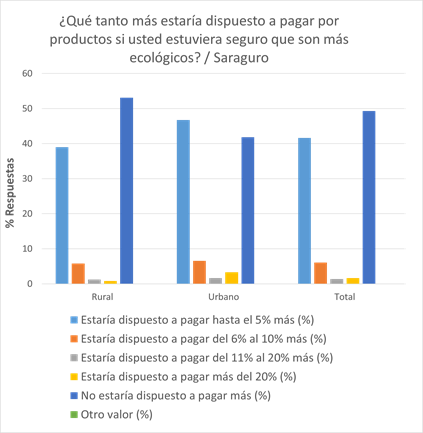 ¿Qué tanto más estaría dispuesto a pagar por
productos si usted estuviera seguro que son más
ecológicos? / Saraguro
60
50
40
30
20
10
0
% Respuestas
Rural
Urbano
Total
Estaría dispuesto a pagar hasta el 5% más (%)
Estaría dispuesto a pagar del 6% al 10% más (%)
Estaría dispuesto a pagar del 11% al 20% más (%)
Estaría dispuesto a pagar más del 20% (%)
No estaría dispuesto a pagar más (%)
Otro valor (%)